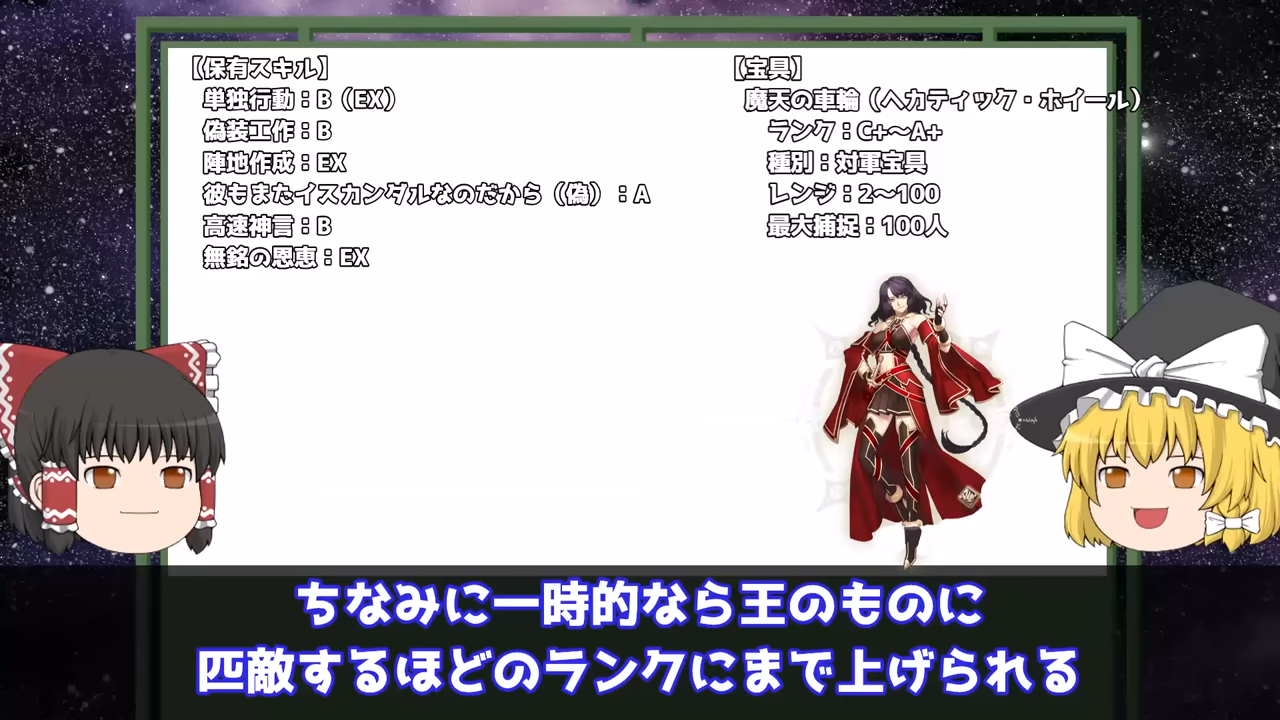 【保有スキル】
単独行動：B（EX）
偽装工作：B
陣地作成：EX
彼もまたイスカンダルなのだから（偽）：A
高速神言：B
無銘の恩恵：EX
【宝具】
魔天の車輪（ヘカティック・ホイール）
ランク：C+～A+
種別：対軍宝具
レンジ：2～100
最大捕捉：100人
ちなみに一時的なら王のものに
匹敵するほどのランクにまで上げられる